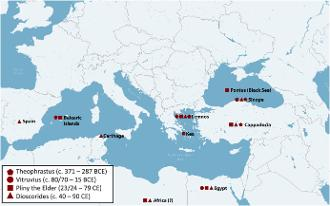 Pontus (Black Sea)
Sinope
Lemnos
Cappadocia
Kea
Balearic
Islands
Spain
Carthage
Egypt
Africa (?)
Theophrastus (c. 371 – 287 BCE)
Vitruvius (c. 80/70 – 15 BCE)
Pliny the Elder (23/24 – 79 CE)
Dioscorides (c. 40 – 90 CE)